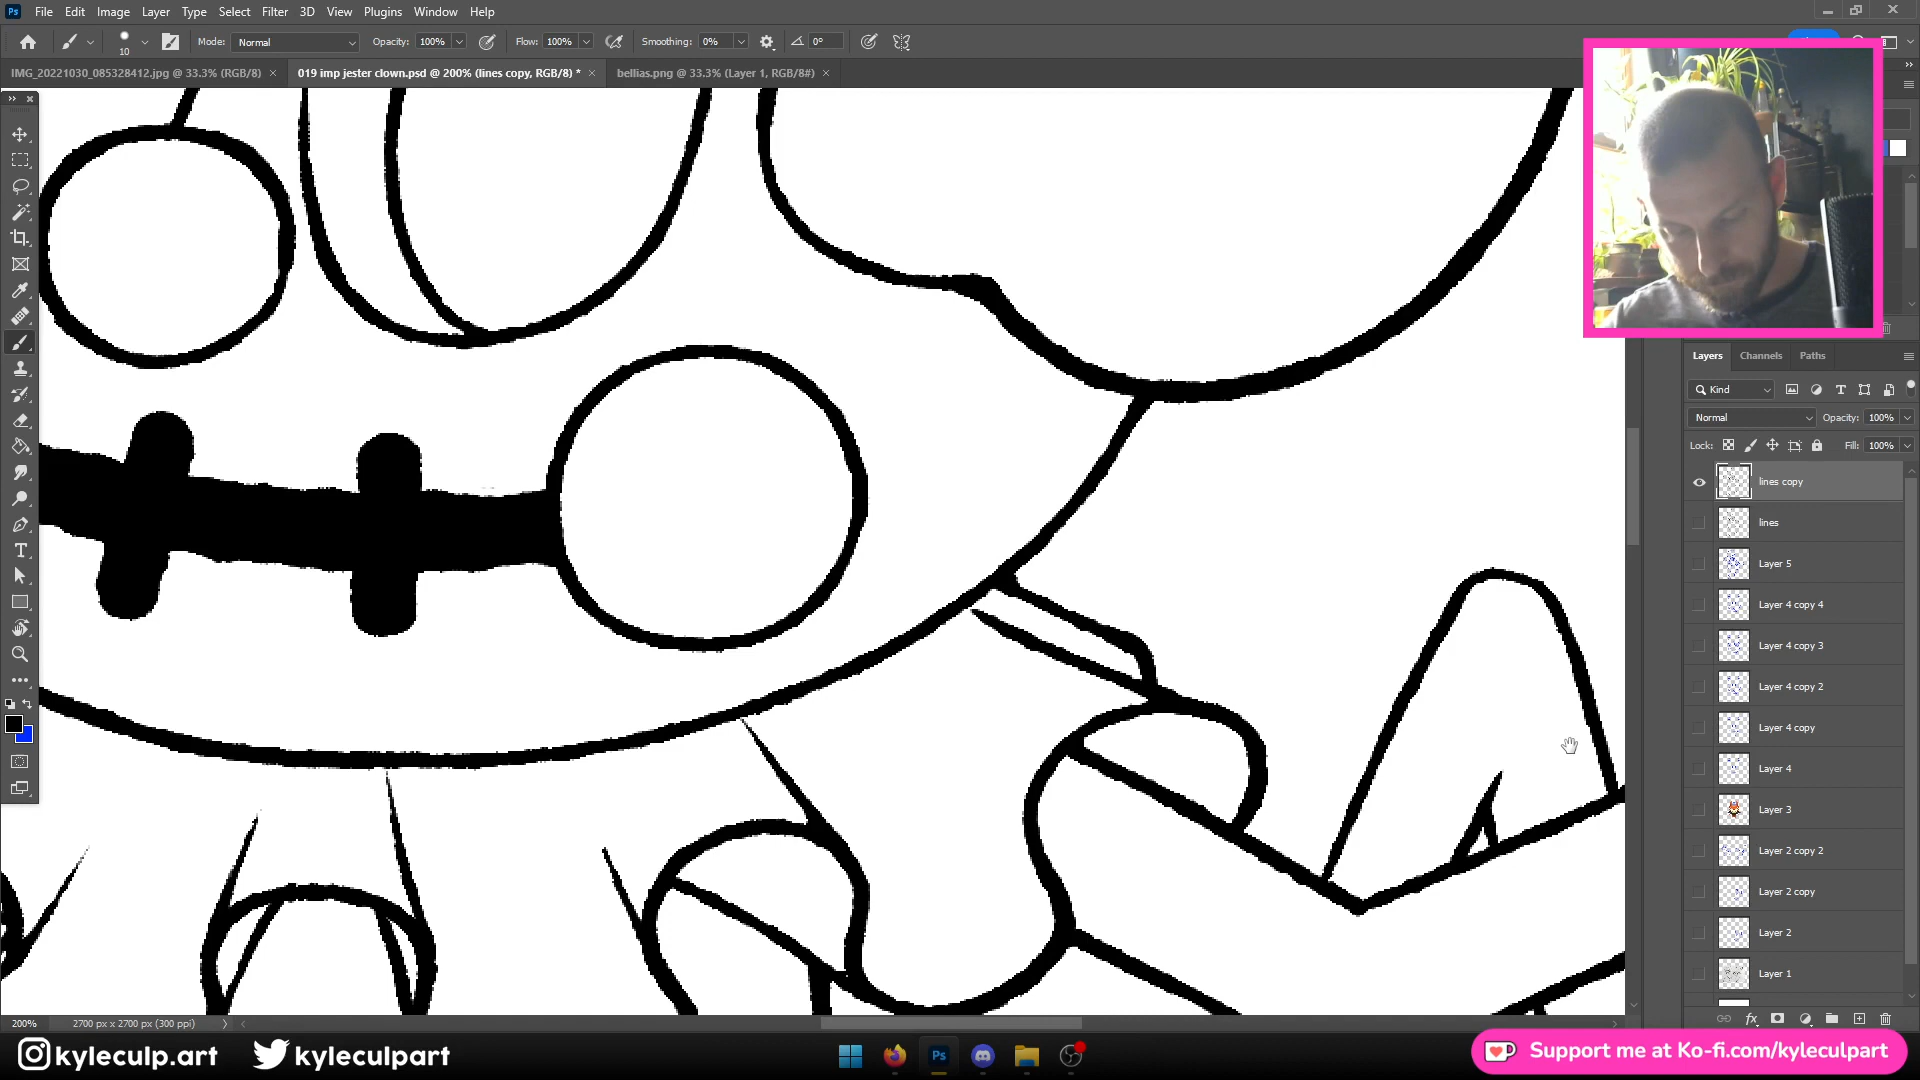 Ps File Edit Image Layer Type Select Filter 3D View Plugins Window Help
10 Mode: Normal Opacity: 100% Flow: 100% Smoothing: 0% 0°
IMG_20221030_085328412.jpg @ 33.3% (RGB/8) × 019 imp jester clown.psd @ 200% (lines copy, RGB/8) * × bellias.png @ 33.3% (Layer 1, RGB/8#) ×
Layers Channels Paths
Kind
Normal Opacity: 100%
Lock: Fill: 100%
lines copy
lines
Layer 5
Layer 4 copy 4
Layer 4 copy 3
Layer 4 copy 2
Layer 4 copy
Layer 4
Layer 3
Layer 2 copy 2
Layer 2 copy
Layer 2
Layer 1
200% 2700 px x 2700 px (300 ppi)
kyleculp.art kyleculpart
Ps
Support me at Ko-fi.com/kyleculpart